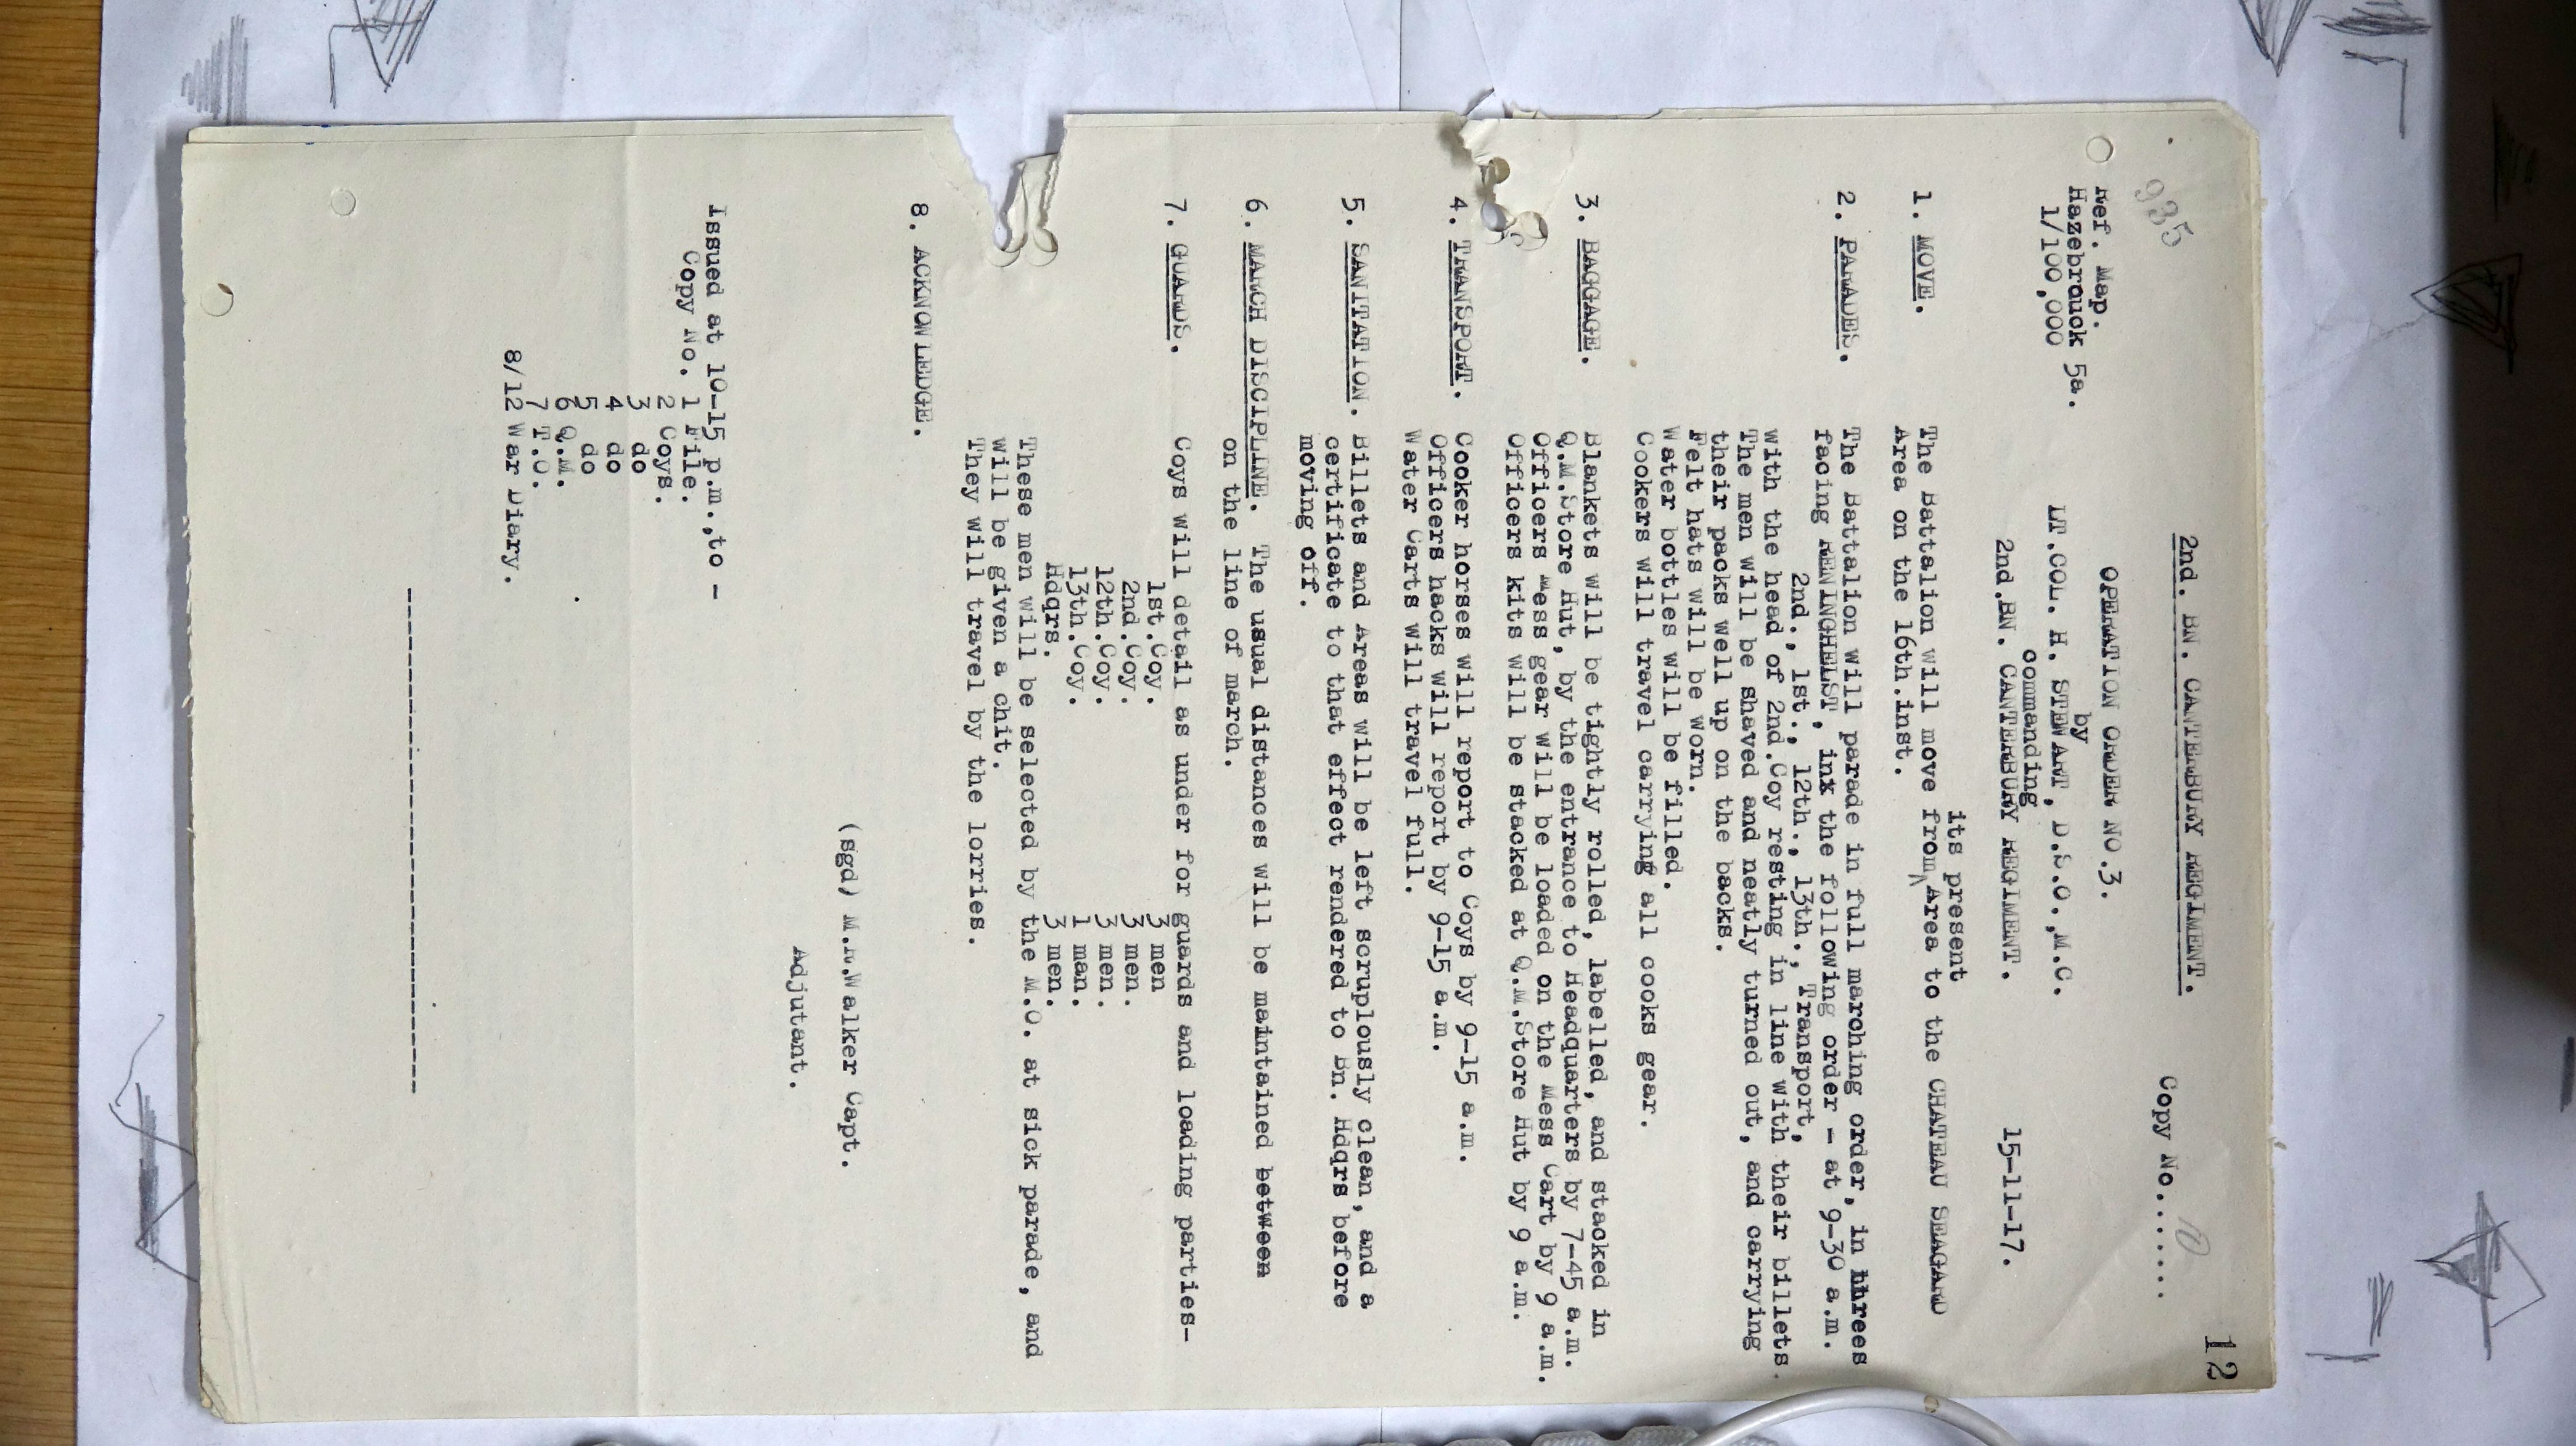 12
935
2nd. BN. CANTERBURY REGIMENT.
Copy No.......
10
Ref. Map.
Hazebrouck 5a.
1/100,000
OPERATION ORDER NO.3.
by
LT.COL. H. STEWART, D.S.O.,M.C.
commanding
2nd.BN. CANTERBURY REGIMENT.
15-11-17.
its present
1. MOVE. The Battalion will move from Area to the CHATEAU SEGARD
Area on the 16th.inst.
2. PARADES. The Battalion will parade in full marching order, in hhrees
facing RENINGHELST, inx the following order - at 9-30 a.m.
2nd., 1st., 12th., 13th., Transport,
with the head of 2nd.Coy resting in line with their billets.
The men will be shaved and neatly turned out, and carrying
their packs well up on the backs.
Felt hats will be worn.
Water bottles will be filled.
Cookers will travel carrying all cooks gear.
3. BAGGAGE. Blankets will be tightly rolled, labelled, and stacked in
Q.M.Store Hut, by the entrance to Headquarters by 7-45 a.m.
Officers Mess gear will be loaded on the Mess Cart by 9 a.m.
Officers kits will be stacked at Q.M.Store Hut by 9 a.m.
4. TRANSPORT. Cooker horses will report to Coys by 9-15 a.m.
Officers hacks will report by 9-15 a.m.
Water Carts will travel full.
5. SANITATION. Billets and Areas will be left scruplously clean, and a
certificate to that effect rendered to Bn. Hdqrs before
moving off.
6. MARCH DISCIPLINE. The usual distances will be maintained between
on the line of march.
7. GUARDS. Coys will detail as under for guards and loading parties-
1st.Coy. 3 men
2nd.Coy. 3 men.
12th.Coy. 3 men.
13th.Coy. 1 man.
Hdqrs. 3 men.
These men will be selected by the M.O. at sick parade, and
will be given a chit.
They will travel by the lorries.
8. ACKNOWLEDGE.
(sgd) M.R.Walker Capt.
Adjutant.
Issued at 10-15 p.m.,to -
Copy No. 1 File.
2 Coys.
3 do
4 do
5 do
6 Q.M.
7 T.O.
8/12 War Diary.